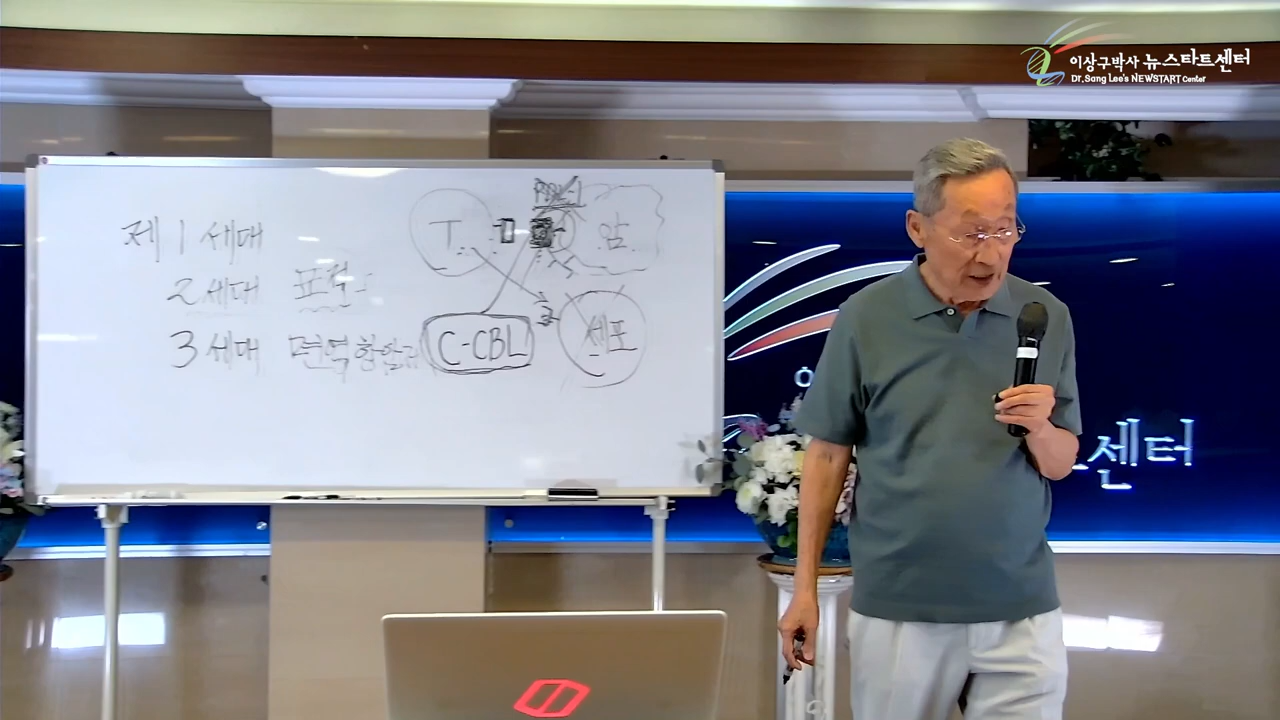 이상구박사 뉴스타트센터
Dr. Sang Lee's NEWSTART Center
제 1 세대
2 세대 표적
3 세대 면역항암제
T
암
C-CBL
세포
센터